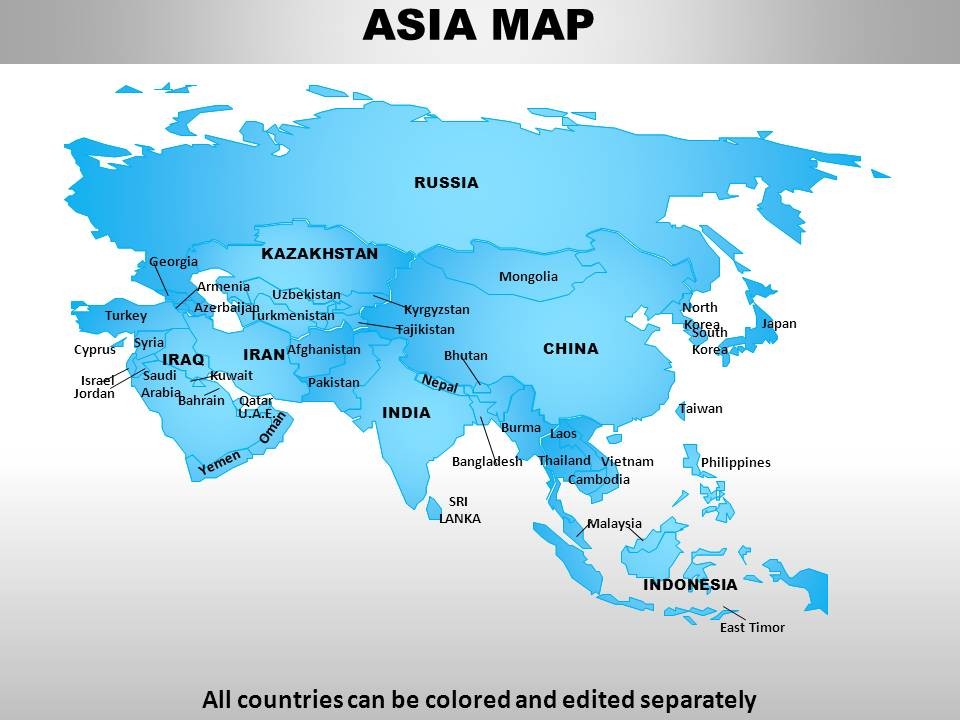 ASIA MAP
RUSSIA
KAZAKHSTAN
Georgia
Mongolia
Armenia
Uzbekistan
Azerbaijan
Turkmenistan
Kyrgyzstan
Turkey
Tajikistan
North
Korea
South
Korea
Japan
Syria
Cyprus
IRAQ
IRAN
Afghanistan
Bhutan
CHINA
Israel
Jordan
Saudi
Arabia
Kuwait
Pakistan
Nepal
Bahrain
Qatar
U.A.E.
Oman
INDIA
Taiwan
Burma
Laos
Yemen
Bangladesh
Thailand
Vietnam
Cambodia
Philippines
SRI
LANKA
Malaysia
INDONESIA
East Timor
All countries can be colored and edited separately